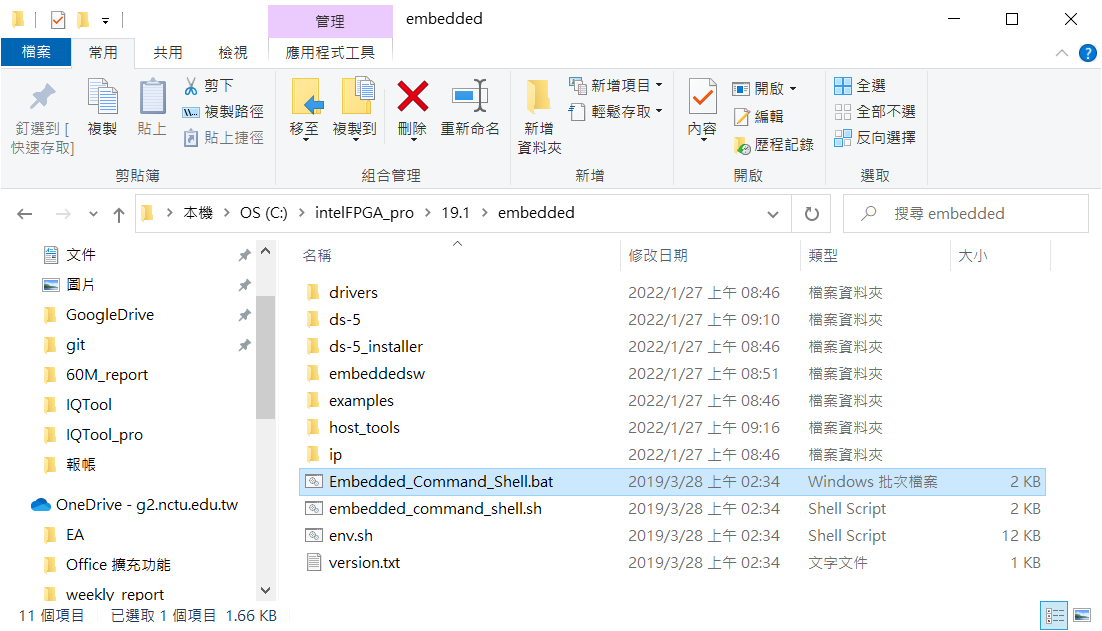 管理
embedded
檔案
常用
共用
檢視
應用程式工具
釘選到 [
快速存取]
複製
貼上
剪下
複製路徑
貼上捷徑
剪貼簿
移至
複製到
刪除
重新命名
組合管理
新增
資料夾
新增項目
輕鬆存取
新增
內容
開啟
編輯
歷程記錄
開啟
全選
全部不選
反向選擇
選取
本機 OS (C:) intelFPGA_pro 19.1 embedded
搜尋 embedded
文件
圖片
GoogleDrive
git
60M_report
IQTool
IQTool_pro
報帳
OneDrive - g2.nctu.edu.tw
EA
Office 擴充功能
weekly_report
名稱 修改日期 類型 大小
drivers 2022/1/27 上午 08:46 檔案資料夾
ds-5 2022/1/27 上午 09:10 檔案資料夾
ds-5_installer 2022/1/27 上午 08:46 檔案資料夾
embeddedsw 2022/1/27 上午 08:51 檔案資料夾
examples 2022/1/27 上午 08:46 檔案資料夾
host_tools 2022/1/27 上午 09:16 檔案資料夾
ip 2022/1/27 上午 08:46 檔案資料夾
Embedded_Command_Shell.bat 2019/3/28 上午 02:34 Windows 批次檔案 2 KB
embedded_command_shell.sh 2019/3/28 上午 02:34 Shell Script 2 KB
env.sh 2019/3/28 上午 02:34 Shell Script 12 KB
version.txt 2019/3/28 上午 02:34 文字文件 1 KB
11 個項目 已選取 1 個項目 1.66 KB